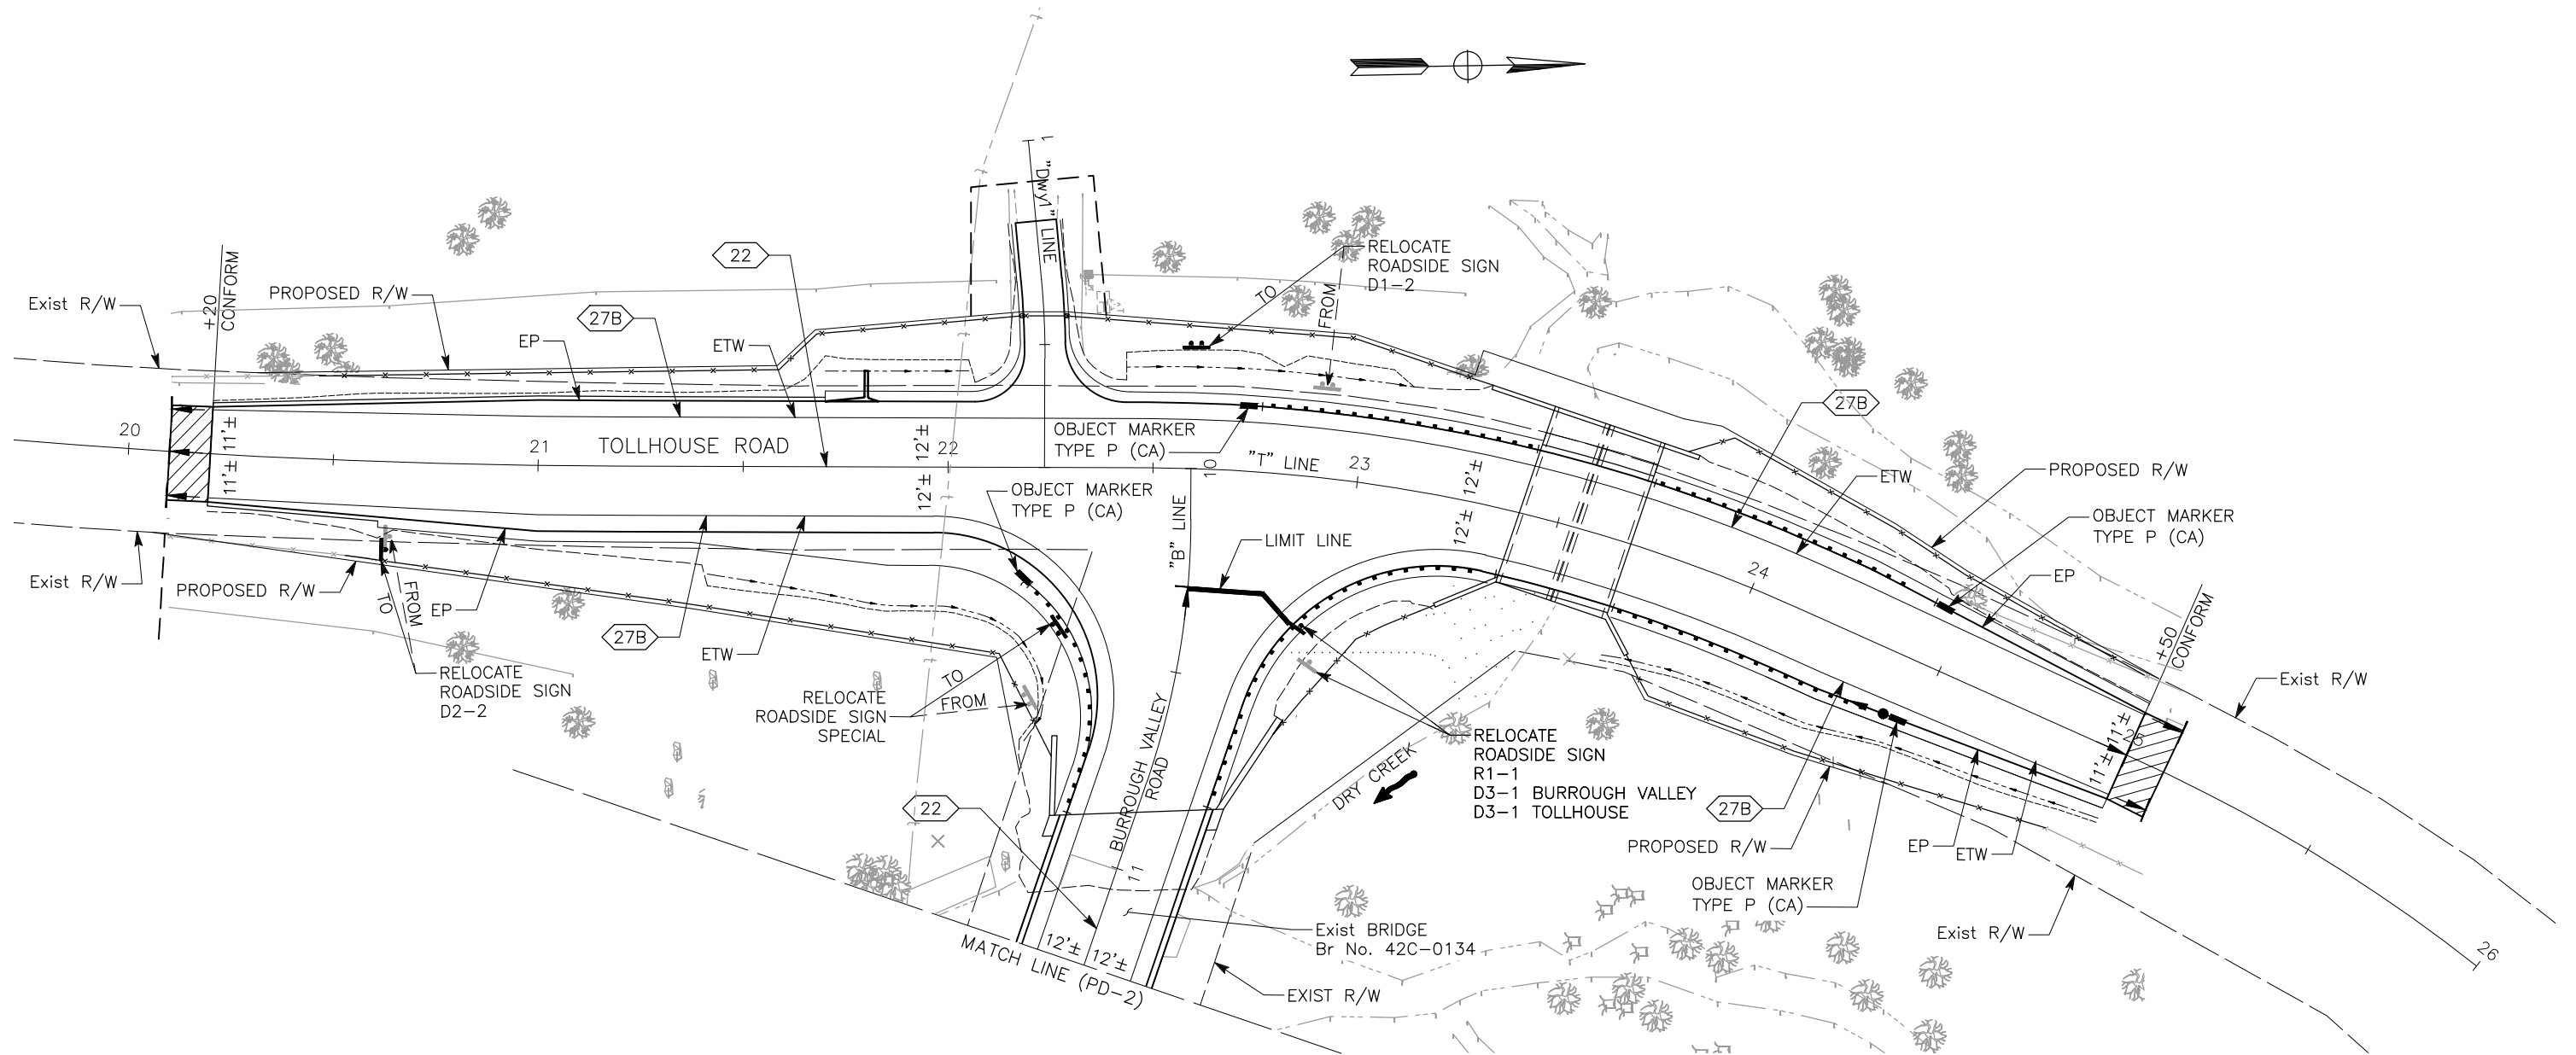 1
"Dwy1" LINE
+20
CONFORM
Exist R/W
PROPOSED R/W
22
27B
EP
ETW
TO
FROM
RELOCATE
ROADSIDE SIGN
D1-2
20
11'± 11'±
21
TOLLHOUSE ROAD
12'± 12'±
22
OBJECT MARKER
TYPE P (CA)
10
"T" LINE
23
12'± 12'±
27B
ETW
PROPOSED R/W
OBJECT MARKER
TYPE P (CA)
EP
OBJECT MARKER
TYPE P (CA)
"B" LINE
LIMIT LINE
24
+50
CONFORM
Exist R/W
PROPOSED R/W
TO
FROM
EP
27B
ETW
RELOCATE
ROADSIDE SIGN
D2-2
RELOCATE
ROADSIDE SIGN
SPECIAL
TO
FROM
Exist R/W
25
11'± 11'±
BURROUGH VALLEY
ROAD
DRY CREEK
RELOCATE
ROADSIDE SIGN
R1-1
D3-1 BURROUGH VALLEY
D3-1 TOLLHOUSE
27B
22
PROPOSED R/W
EP
ETW
11
OBJECT MARKER
TYPE P (CA)
Exist BRIDGE
Br No. 42C-0134
Exist R/W
26
12'± 12'±
MATCH LINE (PD-2)
EXIST R/W